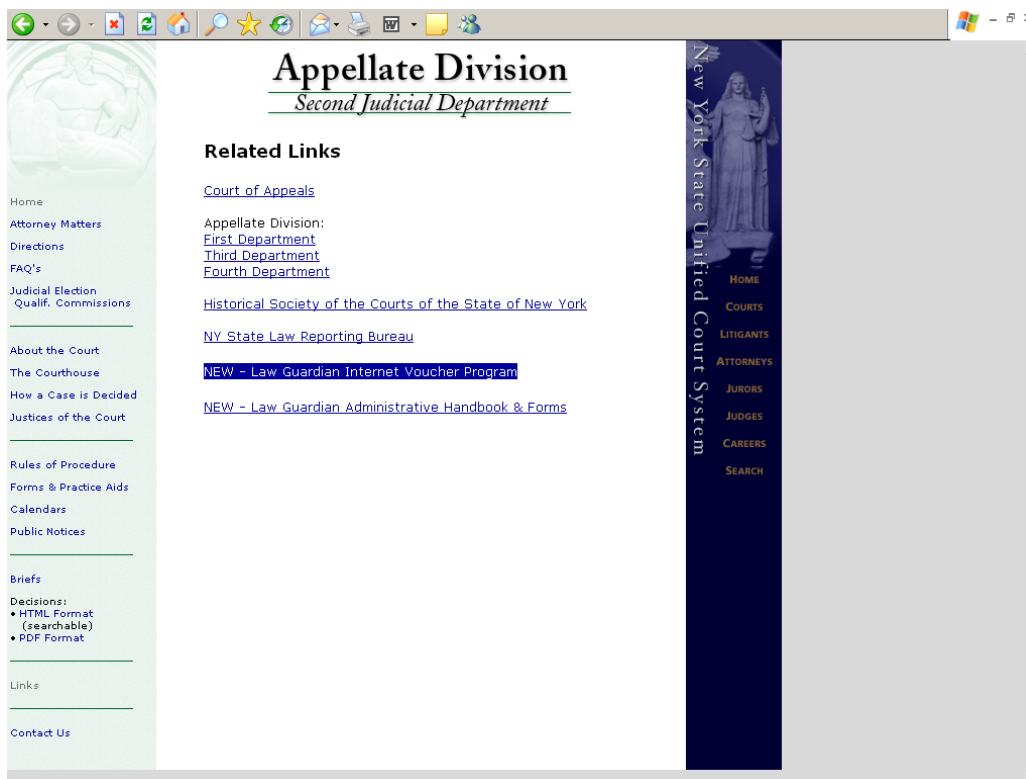 Appellate Division
Second Judicial Department
Home
Attorney Matters
Directions
FAQ's
Judicial Election
Qualif. Commissions
About the Court
The Courthouse
How a Case is Decided
Justices of the Court
Rules of Procedure
Forms & Practice Aids
Calendars
Public Notices
Briefs
Decisions:
• HTML Format
(searchable)
• PDF Format
Links
Contact Us
Related Links
Court of Appeals
Appellate Division:
First Department
Third Department
Fourth Department
Historical Society of the Courts of the State of New York
NY State Law Reporting Bureau
NEW - Law Guardian Internet Voucher Program
NEW - Law Guardian Administrative Handbook & Forms
New York State Unified Court System
HOME
COURTS
LITIGANTS
ATTORNEYS
JURORS
JUDGES
CAREERS
SEARCH